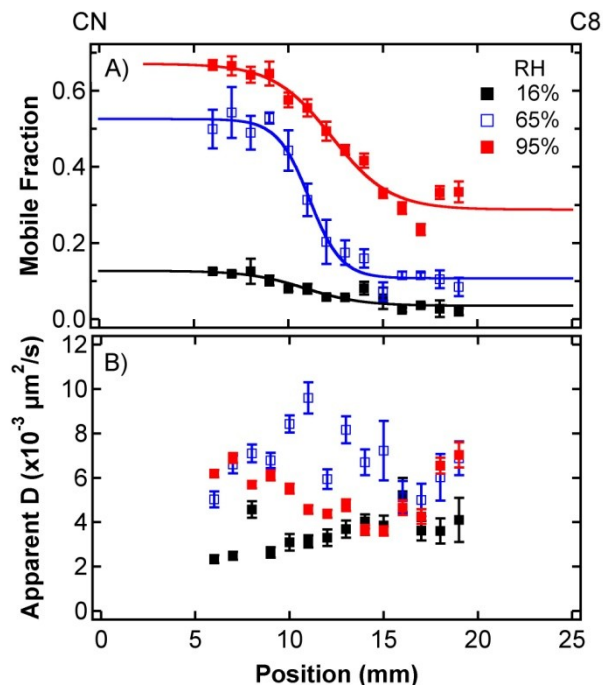 CN C8
A)
RH
16%
65%
95%
Mobile Fraction
0.6
0.4
0.2
0.0
B)
Apparent D (x10⁻³ µm²/s)
12
10
8
6
4
2
0
0 5 10 15 20 25
Position (mm)